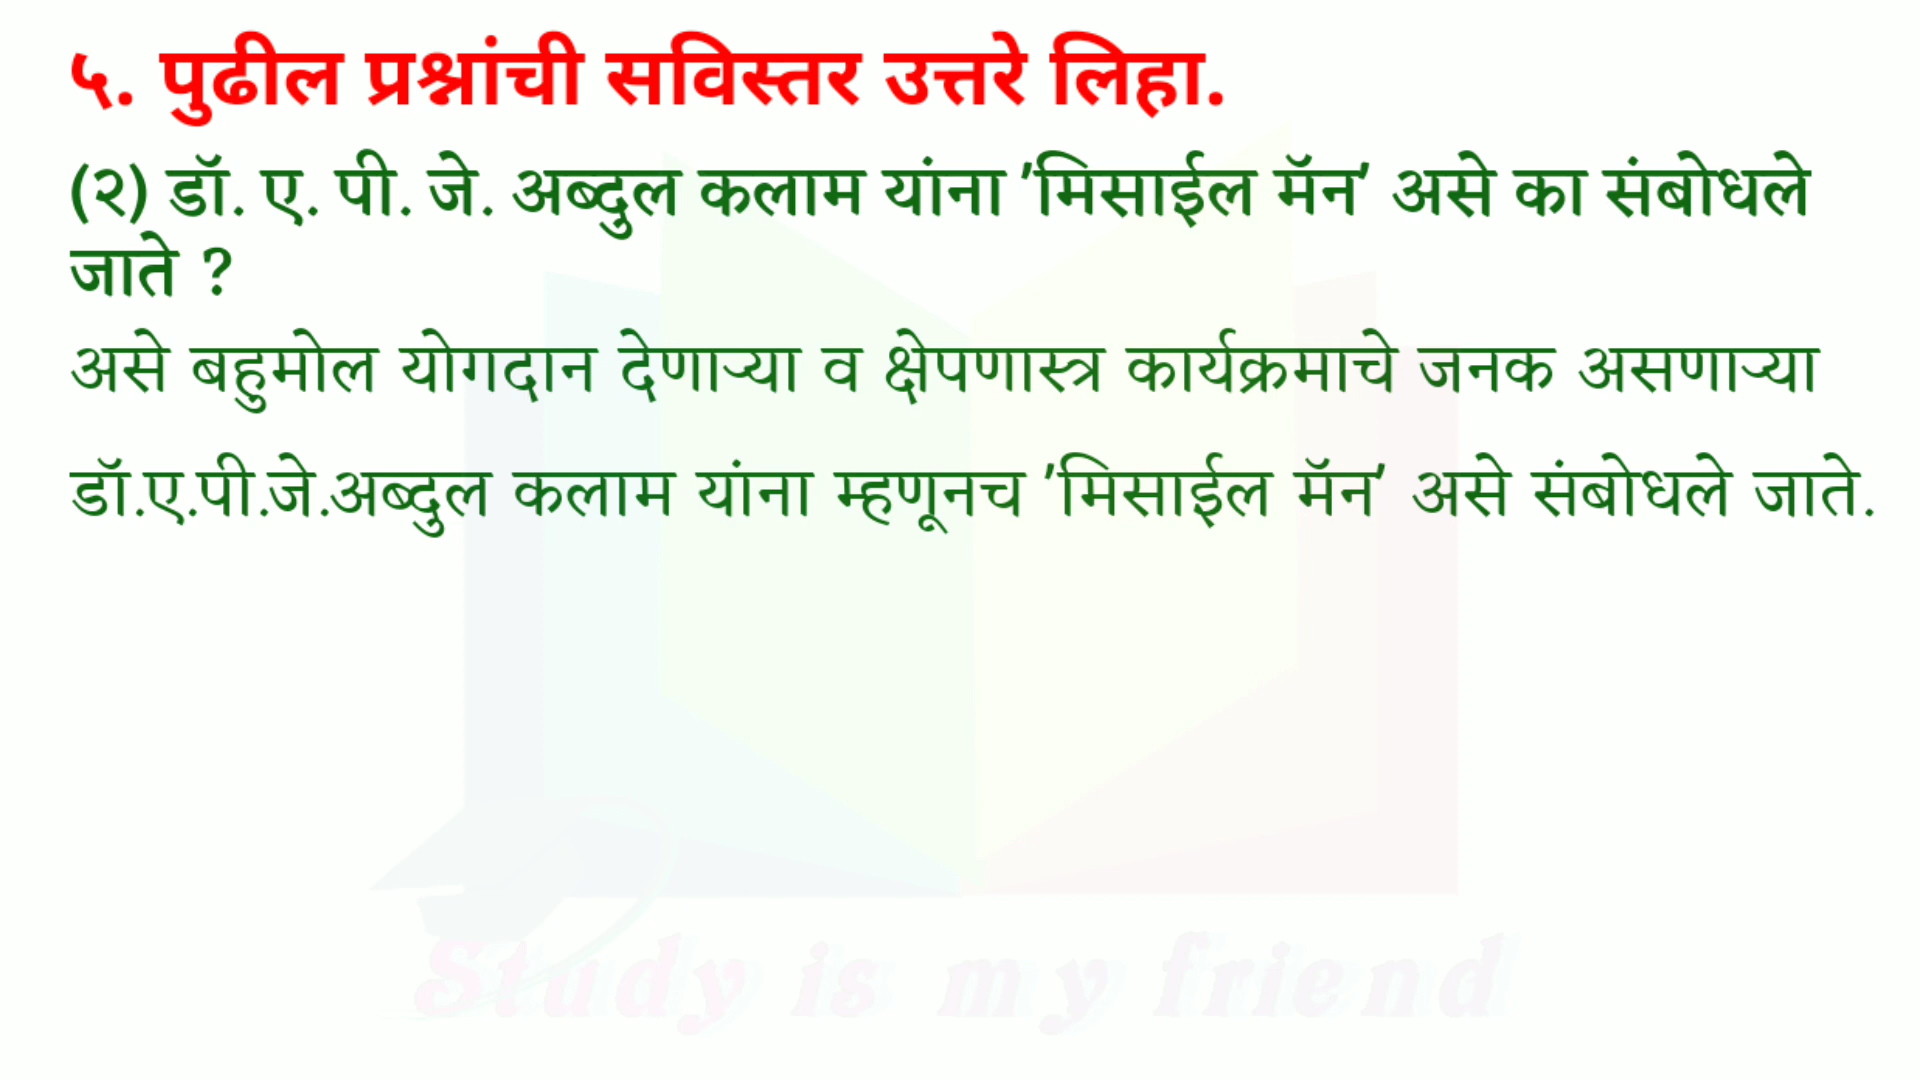 ५. पुढील प्रश्नांची सविस्तर उत्तरे लिहा.
(२) डॉ. ए. पी. जे. अब्दुल कलाम यांना 'मिसाईल मॅन' असे का संबोधले
जाते ?
असे बहुमोल योगदान देणाऱ्या व क्षेपणास्त्र कार्यक्रमाचे जनक असणाऱ्या
डॉ.ए.पी.जे.अब्दुल कलाम यांना म्हणूनच 'मिसाईल मॅन' असे संबोधले जाते.
Study is my friend